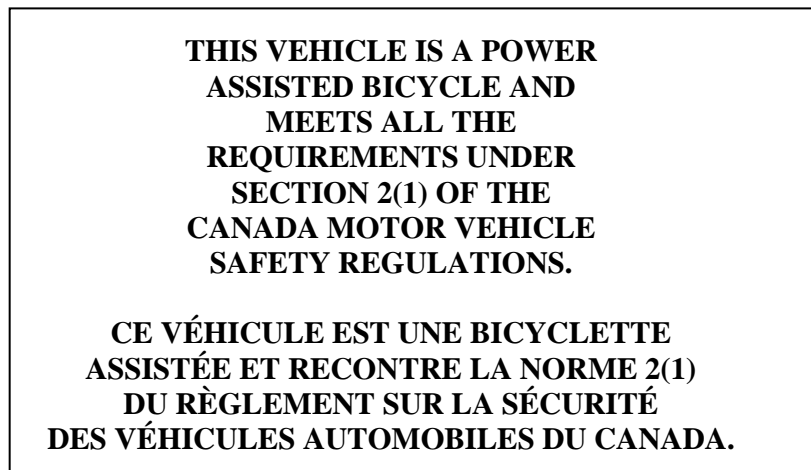 THIS VEHICLE IS A POWER
ASSISTED BICYCLE AND
MEETS ALL THE
REQUIREMENTS UNDER
SECTION 2(1) OF THE
CANADA MOTOR VEHICLE
SAFETY REGULATIONS.
CE VÉHICULE EST UNE BICYCLETTE
ASSISTÉE ET RECONTRE LA NORME 2(1)
DU RÈGLEMENT SUR LA SÉCURITÉ
DES VÉHICULES AUTOMOBILES DU CANADA.